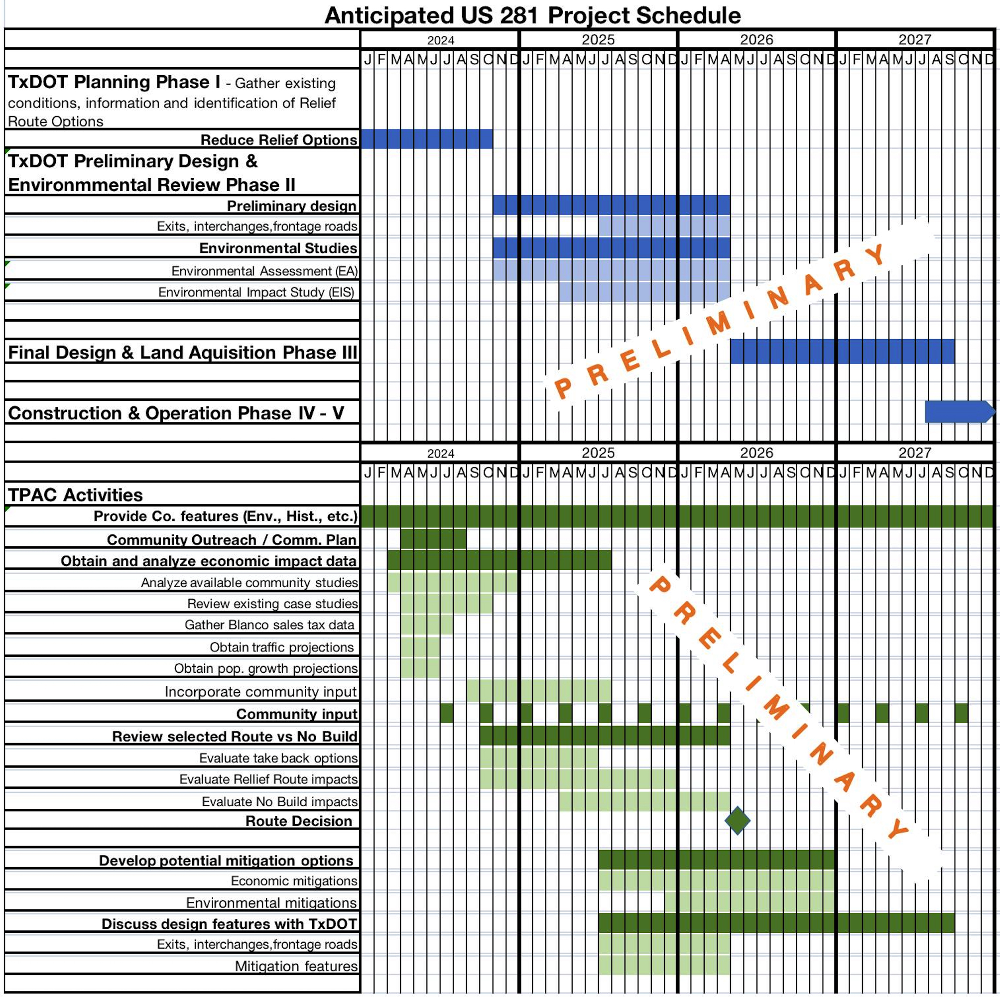 Anticipated US 281 Project Schedule
2024 2025 2026 2027
J F M A M J J A S O N D J F M A M J J A S O N D J F M A M J J A S O N D J F M A M J J A S O N D
TxDOT Planning Phase I - Gather existing
conditions, information and identification of Relief
Route Options
Reduce Relief Options
TxDOT Preliminary Design &
Environmmental Review Phase II
Preliminary design
Exits, interchanges,frontage roads
Environmental Studies
Environmental Assessment (EA)
Environmental Impact Study (EIS)
PRELIMINARY
Final Design & Land Aquisition Phase III
Construction & Operation Phase IV - V
2024 2025 2026 2027
J F M A M J J A S O N D J F M A M J J A S O N D J F M A M J J A S O N D J F M A M J J A S O N D
TPAC Activities
Provide Co. features (Env., Hist., etc.)
Community Outreach / Comm. Plan
Obtain and analyze economic impact data
Analyze available community studies
Review existing case studies
Gather Blanco sales tax data
Obtain traffic projections
Obtain pop. growth projections
Incorporate community input
Community input
PRELIMINARY
Review selected Route vs No Build
Evaluate take back options
Evaluate Rellief Route impacts
Evaluate No Build impacts
Route Decision
Develop potential mitigation options
Economic mitigations
Environmental mitigations
Discuss design features with TxDOT
Exits, interchanges,frontage roads
Mitigation features